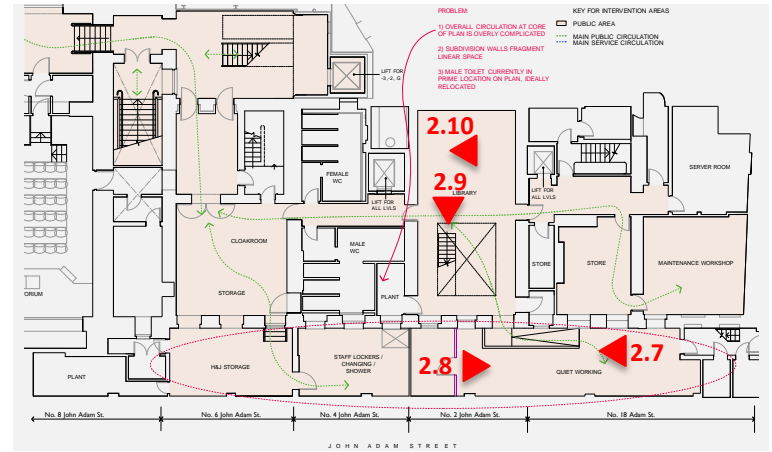 PROBLEM:
1) OVERALL CIRCULATION AT CORE
OF PLAN IS OVERLY COMPLICATED
2) SUBDIVISION WALLS FRAGMENT
LINEAR SPACE
3) MALE TOILET CURRENTLY IN
PRIME LOCATION ON PLAN, IDEALLY
RELOCATED
KEY FOR INTERVENTION AREAS
PUBLIC AREA
MAIN PUBLIC CIRCULATION
MAIN SERVICE CIRCULATION
LIFT FOR
-3,-2, G
2.10
FEMALE
WC
LIBRARY
2.9
LIFT FOR
ALL LVLS
LIFT FOR
ALL LVLS
SERVER ROOM
CLOAKROOM
MALE
WC
STORE
STORE
MAINTENANCE WORKSHOP
ORIUM
STORAGE
PLANT
2.7
2.8
H&J STORAGE
STAFF LOCKERS /
CHANGING /
SHOWER
QUIET WORKING
PLANT
No. 8 John Adam St.
No. 6 John Adam St.
No. 4 John Adam St.
No. 2 John Adam St.
No. 18 Adam St.
JOHN ADAM STREET